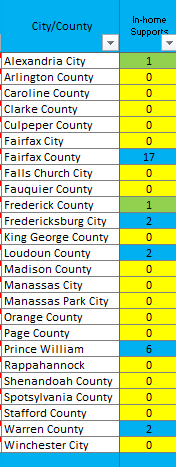 City/County In-home Supports
Alexandria City 1
Arlington County 0
Caroline County 0
Clarke County 0
Culpeper County 0
Fairfax City 0
Fairfax County 17
Falls Church City 0
Fauquier County 0
Frederick County 1
Fredericksburg City 2
King George County 0
Loudoun County 2
Madison County 0
Manassas City 0
Manassas Park City 0
Orange County 0
Page County 0
Prince William 6
Rappahannock 0
Shenandoah County 0
Spotsylvania County 0
Stafford County 0
Warren County 2
Winchester City 0